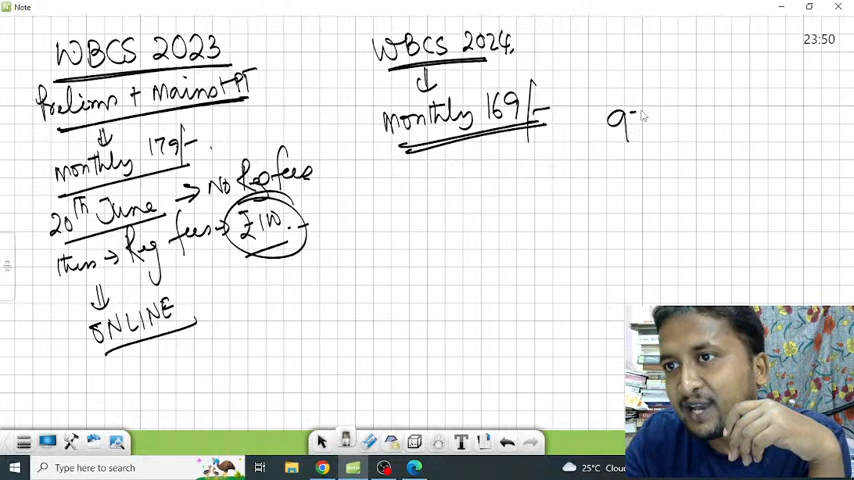 Note
23:50
WBCS 2023
Prelims + Mains + PT
monthly 179/-
20th June → No Reg fees
then → Reg fees →
ONLINE
WBCS 2024.
monthly 169/-
Type here to search
25°C Cloud